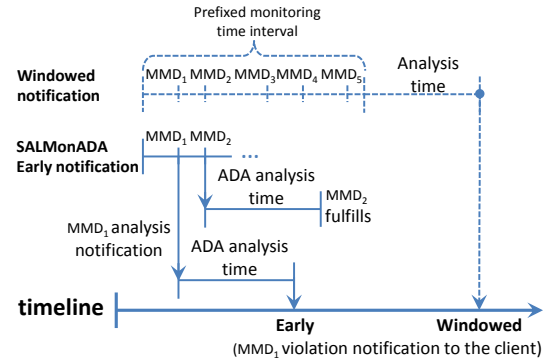 Prefixed monitoring
time interval
Windowed
notification
MMD₁ MMD₂ MMD₃ MMD₄ MMD₅
Analysis
time
SALMonADA
Early notification
MMD₁ MMD₂
...
ADA analysis
time
MMD₂
fulfills
MMD₁ analysis
notification
ADA analysis
time
timeline
Early
Windowed
(MMD₁ violation notification to the client)